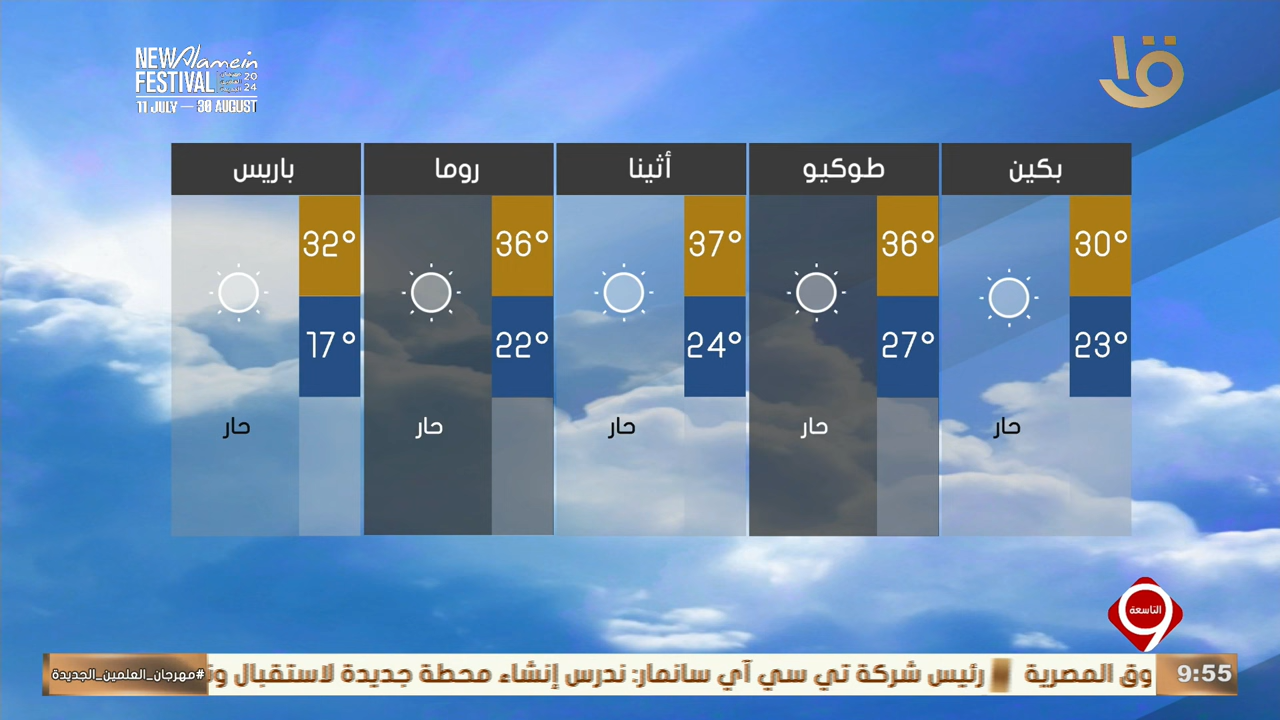 NEW Alamein
FESTIVAL 2024
11 JULY — 30 AUGUST
بكين
30°
23°
حار
طوكيو
36°
27°
حار
أثينا
37°
24°
حار
روما
36°
22°
حار
باريس
32°
17°
حار
9
التاسعة
9:55
وق المصرية
رئيس شركة تي سي آي سانمار: ندرس إنشاء محطة جديدة لاستقبال
#مهرجان_العلمين_الجديدة